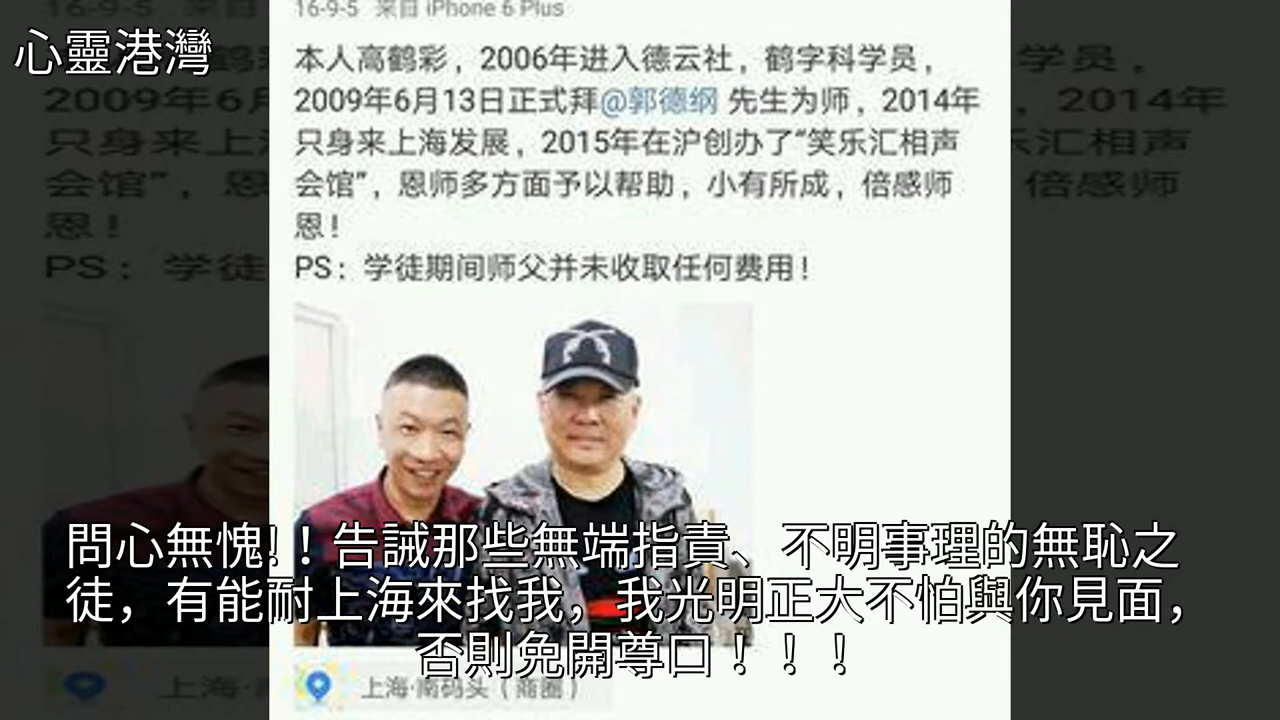 16-9-5 来自 iPhone 6 Plus
心靈港灣
本人高鹤彩，2006年进入德云社，鹤字科学员，
2009年6月13日正式拜@郭德纲 先生为师，2014年
只身来上海发展，2015年在沪创办了“笑乐汇相声
会馆”，恩师多方面予以帮助，小有所成，倍感师
恩！
PS：学徒期间师父并未收取任何费用！
問心無愧!！告誡那些無端指責、不明事理的無恥之
徒，有能耐上海來找我，我光明正大不怕與你見面，
否則免開尊口！！！
上海·南码头（商圈）